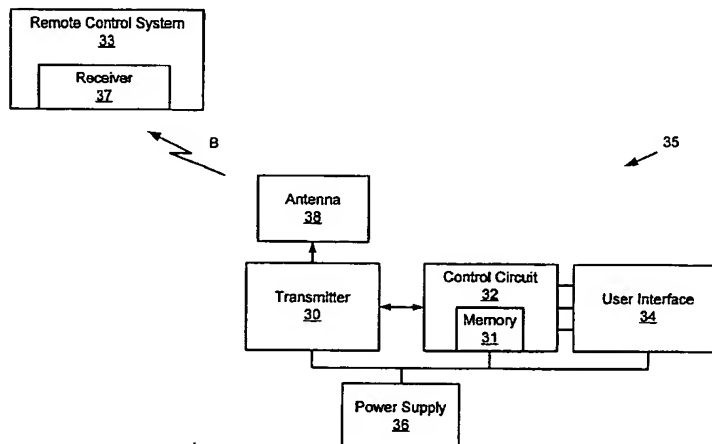 Remote Control System
33
Receiver
37
B
35
Antenna
38
Transmitter
30
Control Circuit
32
Memory
31
User Interface
34
Power Supply
36